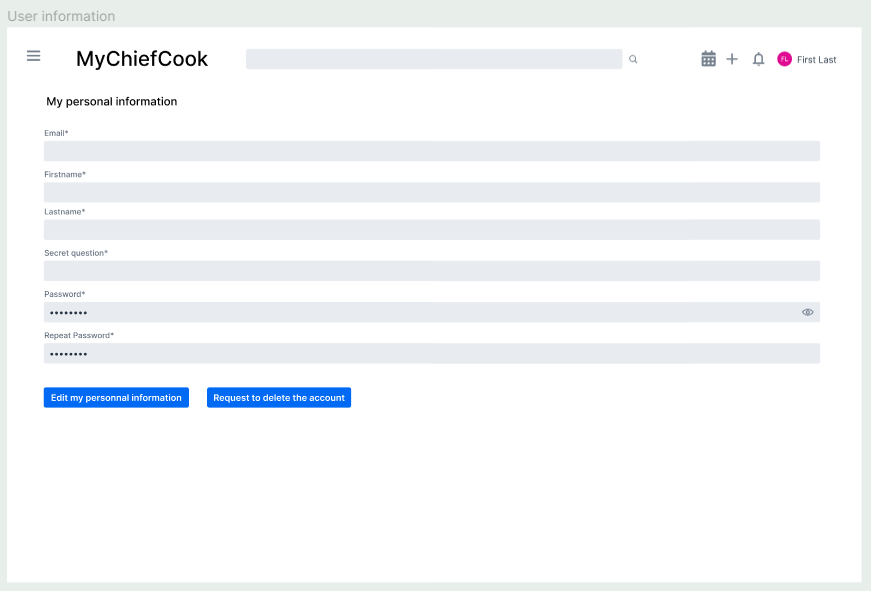 User information
MyChiefCook
FL First Last
My personal information
Email*
Firstname*
Lastname*
Secret question*
Password*
••••••••
Repeat Password*
••••••••
Edit my personnal information
Request to delete the account